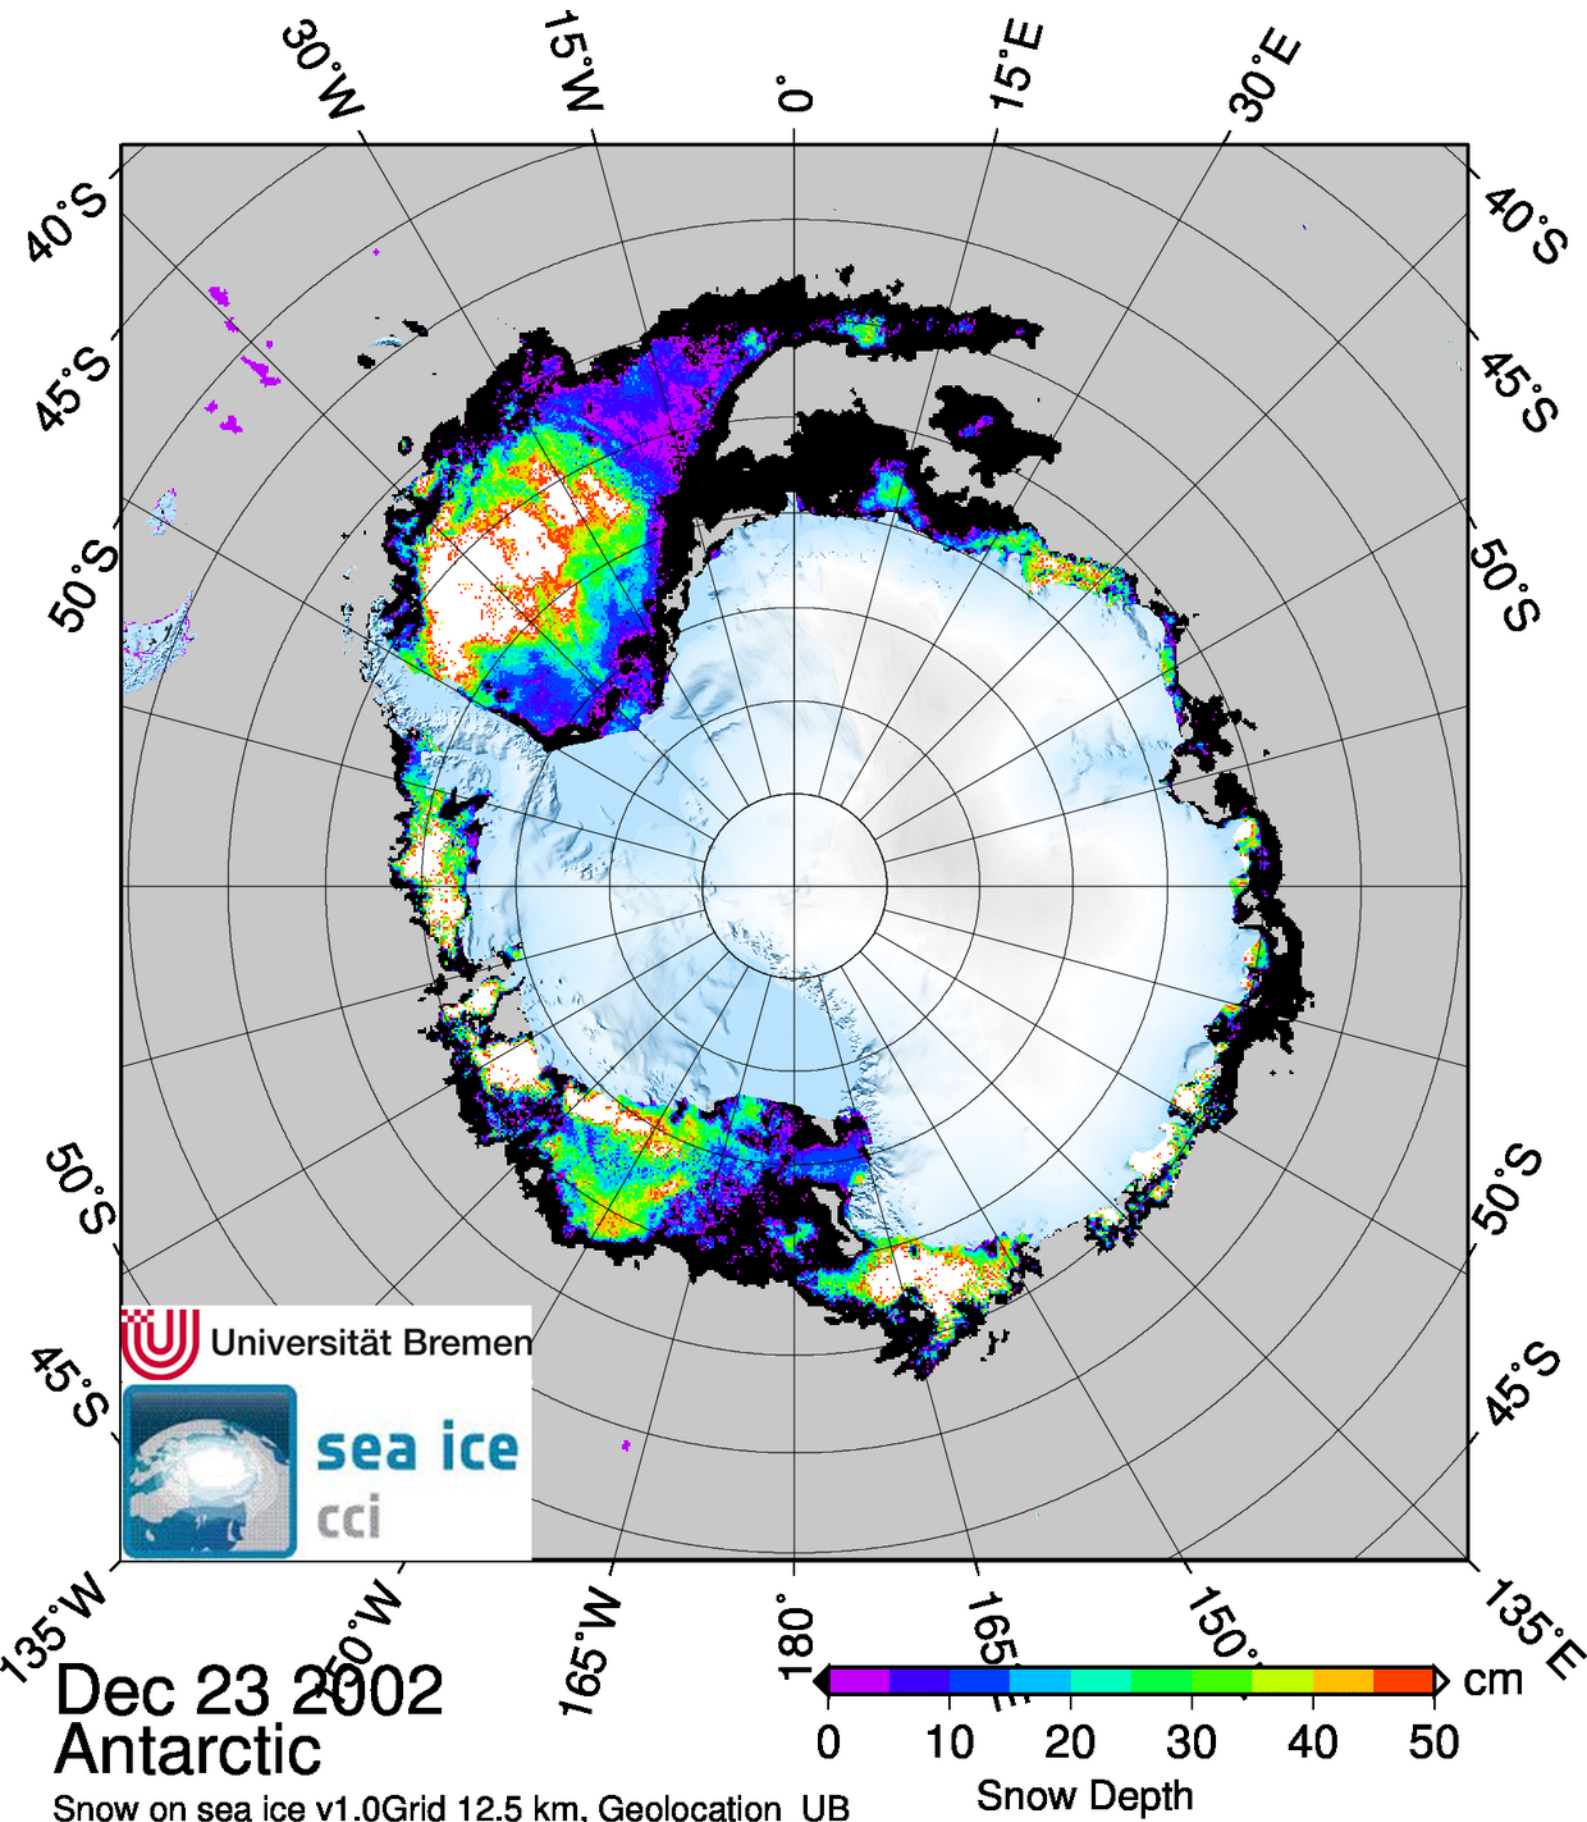 30°W
15°W
0°
15°E
30°E
40°S
40°S
45°S
45°S
50°S
50°S
50°S
50°S
45°S
45°S
Universität Bremen
sea ice
cci
135°W
165°W
180°
135°E
Dec 23 2002
Antarctic
Snow on sea ice v1.0Grid 12.5 km, Geolocation UB
cm
0 10 20 30 40 50
Snow Depth